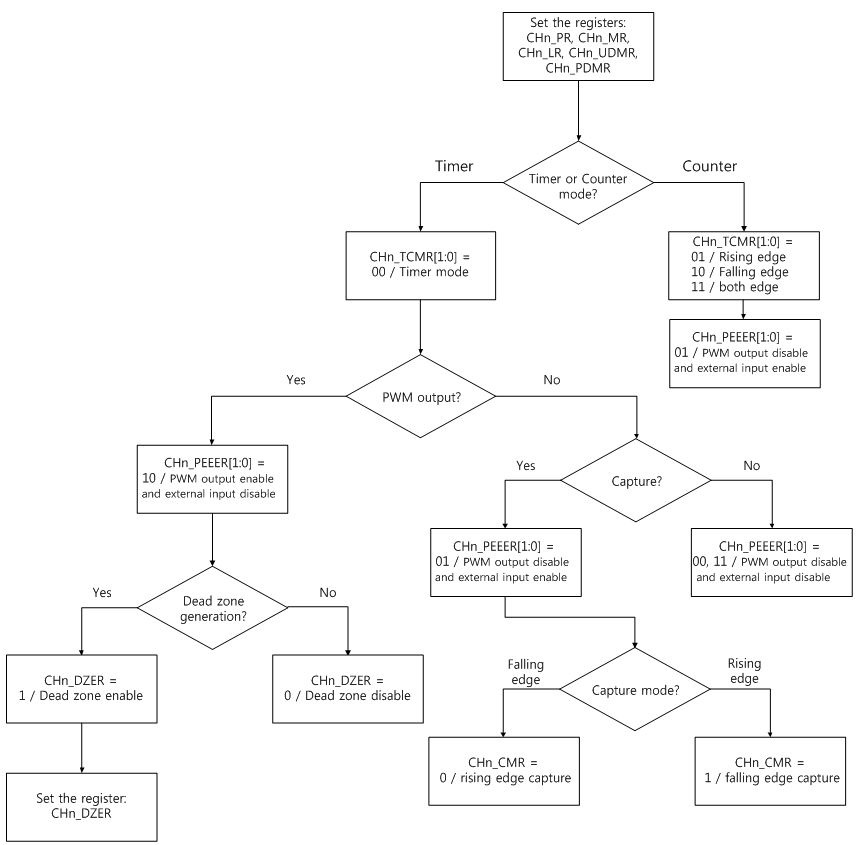 Set the registers:
CHn_PR, CHn_MR,
CHn_LR, CHn_UDMR,
CHn_PDMR
Timer
Counter
Timer or Counter
mode?
CHn_TCMR[1:0] =
00 / Timer mode
CHn_TCMR[1:0] =
01 / Rising edge
10 / Falling edge
11 / both edge
CHn_PEEER[1:0] =
01 / PWM output disable
and external input enable
Yes
No
PWM output?
CHn_PEEER[1:0] =
10 / PWM output enable
and external input disable
Yes
No
Capture?
CHn_PEEER[1:0] =
01 / PWM output disable
and external input enable
CHn_PEEER[1:0] =
00, 11 / PWM output disable
and external input disable
Yes
No
Dead zone
generation?
CHn_DZER =
1 / Dead zone enable
CHn_DZER =
0 / Dead zone disable
Falling
edge
Rising
edge
Capture mode?
CHn_CMR =
0 / rising edge capture
CHn_CMR =
1 / falling edge capture
Set the register:
CHn_DZER